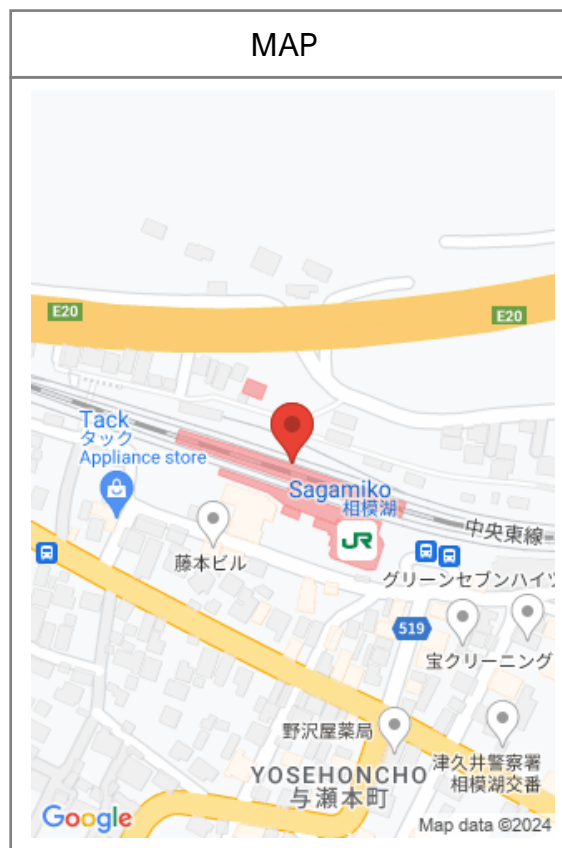 MAP
E20
E20
Tack
タック
Appliance store
Sagamiko
相模湖
JR
中央東線
藤本ビル
グリーンセブンハイツ
519
宝クリーニング
野沢屋薬局
津久井警察署
相模湖交番
YOSEHONCHO
与瀬本町
Google
Map data ©2024